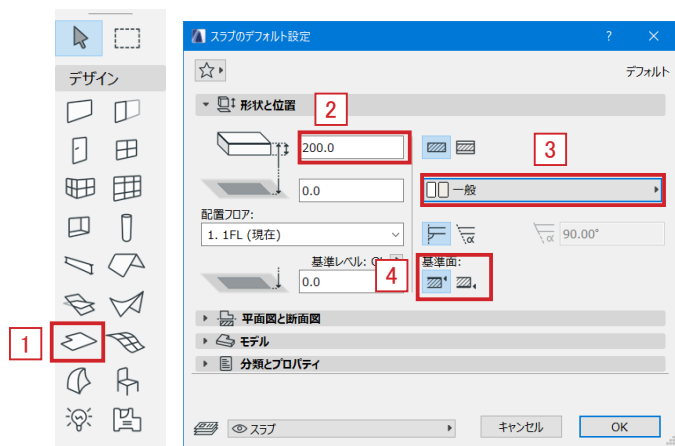 デザイン
1
スラブのデフォルト設定
? ×
デフォルト
形状と位置
2
200.0
3
0.0
一般
配置フロア:
1. 1FL (現在)
90.00°
基準レベル:
基準面:
4
0.0
平面図と断面図
モデル
分類とプロパティ
スラブ
キャンセル
OK